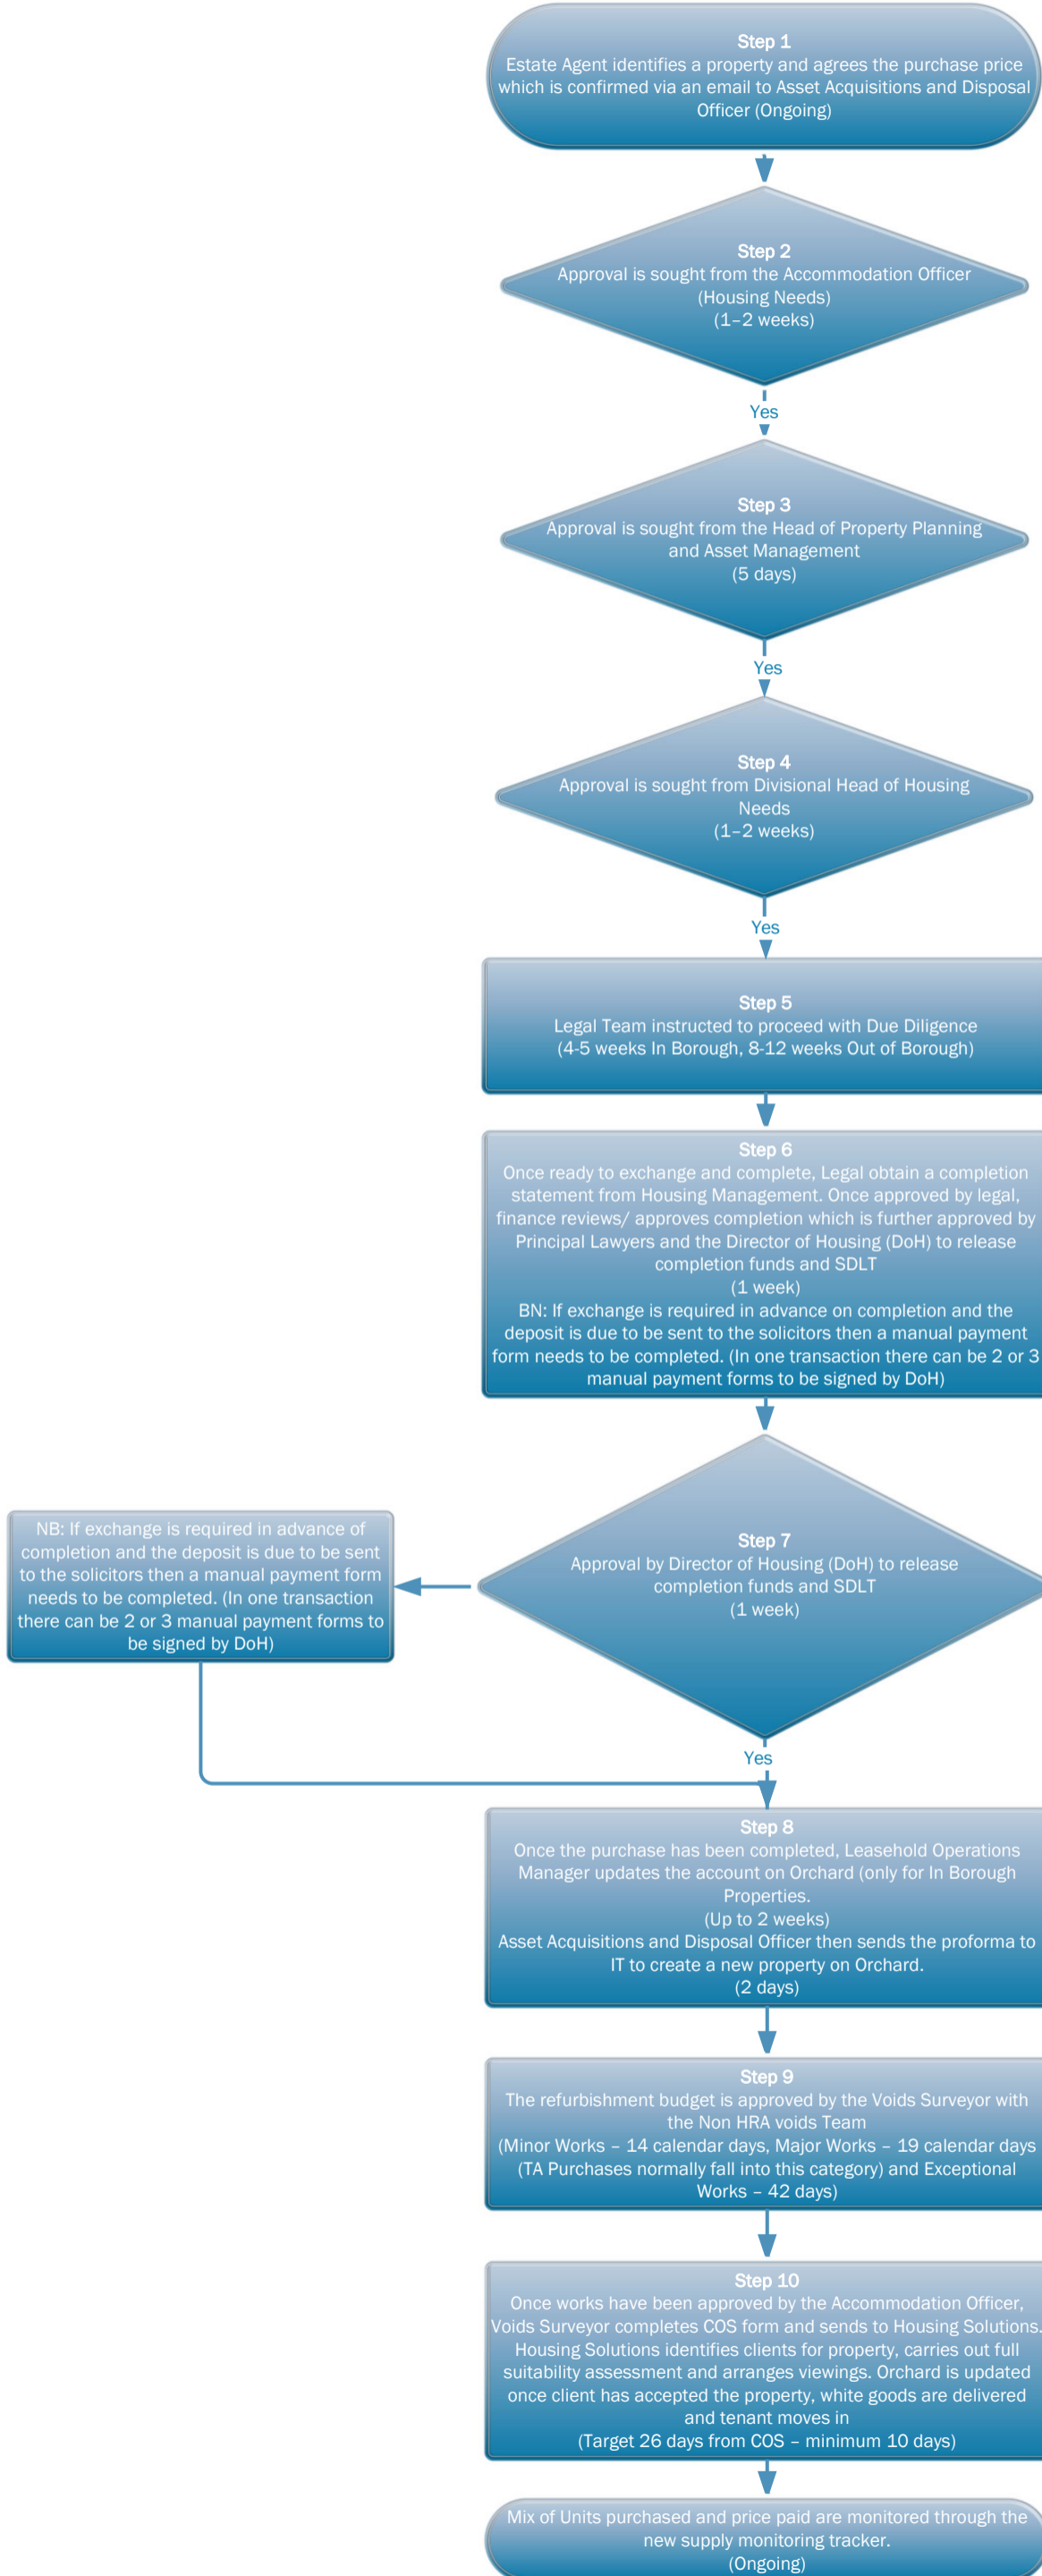 Step 1
Estate Agent identifies a property and agrees the purchase price
which is confirmed via an email to Asset Acquisitions and Disposal
Officer (Ongoing)
Step 2
Approval is sought from the Accommodation Officer
(Housing Needs)
(1–2 weeks)
Yes
Step 3
Approval is sought from the Head of Property Planning
and Asset Management
(5 days)
Yes
Step 4
Approval is sought from Divisional Head of Housing
Needs
(1–2 weeks)
Yes
Step 5
Legal Team instructed to proceed with Due Diligence
(4-5 weeks In Borough, 8-12 weeks Out of Borough)
Step 6
Once ready to exchange and complete, Legal obtain a completion
statement from Housing Management. Once approved by legal,
finance reviews/ approves completion which is further approved by
Principal Lawyers and the Director of Housing (DoH) to release
completion funds and SDLT
(1 week)
BN: If exchange is required in advance on completion and the
deposit is due to be sent to the solicitors then a manual payment
form needs to be completed. (In one transaction there can be 2 or 3
manual payment forms to be signed by DoH)
Step 7
Approval by Director of Housing (DoH) to release
completion funds and SDLT
(1 week)
NB: If exchange is required in advance of
completion and the deposit is due to be sent
to the solicitors then a manual payment form
needs to be completed. (In one transaction
there can be 2 or 3 manual payment forms to
be signed by DoH)
Yes
Step 8
Once the purchase has been completed, Leasehold Operations
Manager updates the account on Orchard (only for In Borough
Properties.
(Up to 2 weeks)
Asset Acquisitions and Disposal Officer then sends the proforma to
IT to create a new property on Orchard.
(2 days)
Step 9
The refurbishment budget is approved by the Voids Surveyor with
the Non HRA voids Team
(Minor Works – 14 calendar days, Major Works – 19 calendar days
(TA Purchases normally fall into this category) and Exceptional
Works – 42 days)
Step 10
Once works have been approved by the Accommodation Officer,
Voids Surveyor completes COS form and sends to Housing Solutions.
Housing Solutions identifies clients for property, carries out full
suitability assessment and arranges viewings. Orchard is updated
once client has accepted the property, white goods are delivered
and tenant moves in
(Target 26 days from COS – minimum 10 days)
Mix of Units purchased and price paid are monitored through the
new supply monitoring tracker.
(Ongoing)